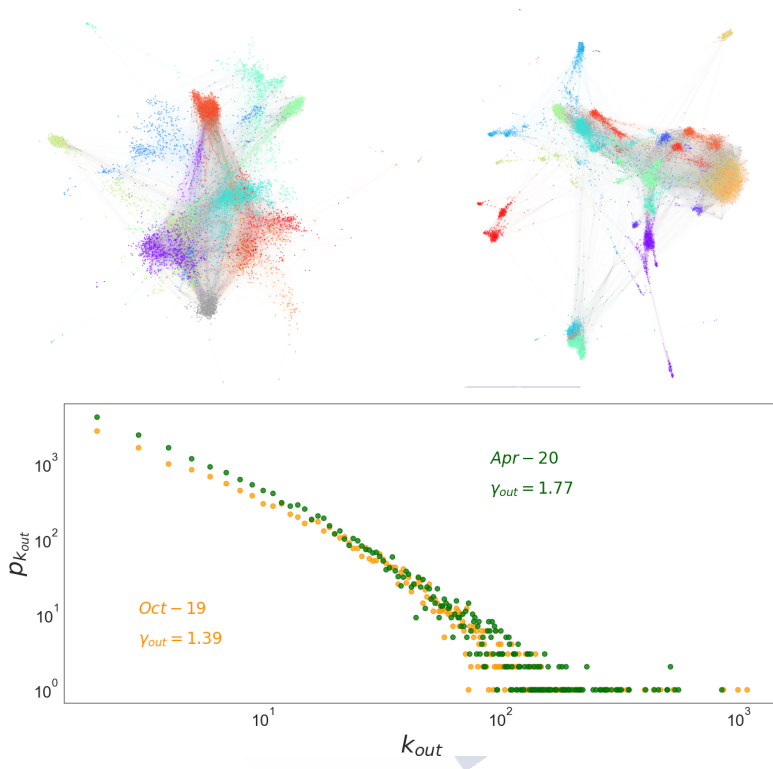 Apr − 20
γout = 1.77
Oct − 19
γout = 1.39
pkout
10³
10²
10¹
10⁰
10¹ 10² 10³
kout